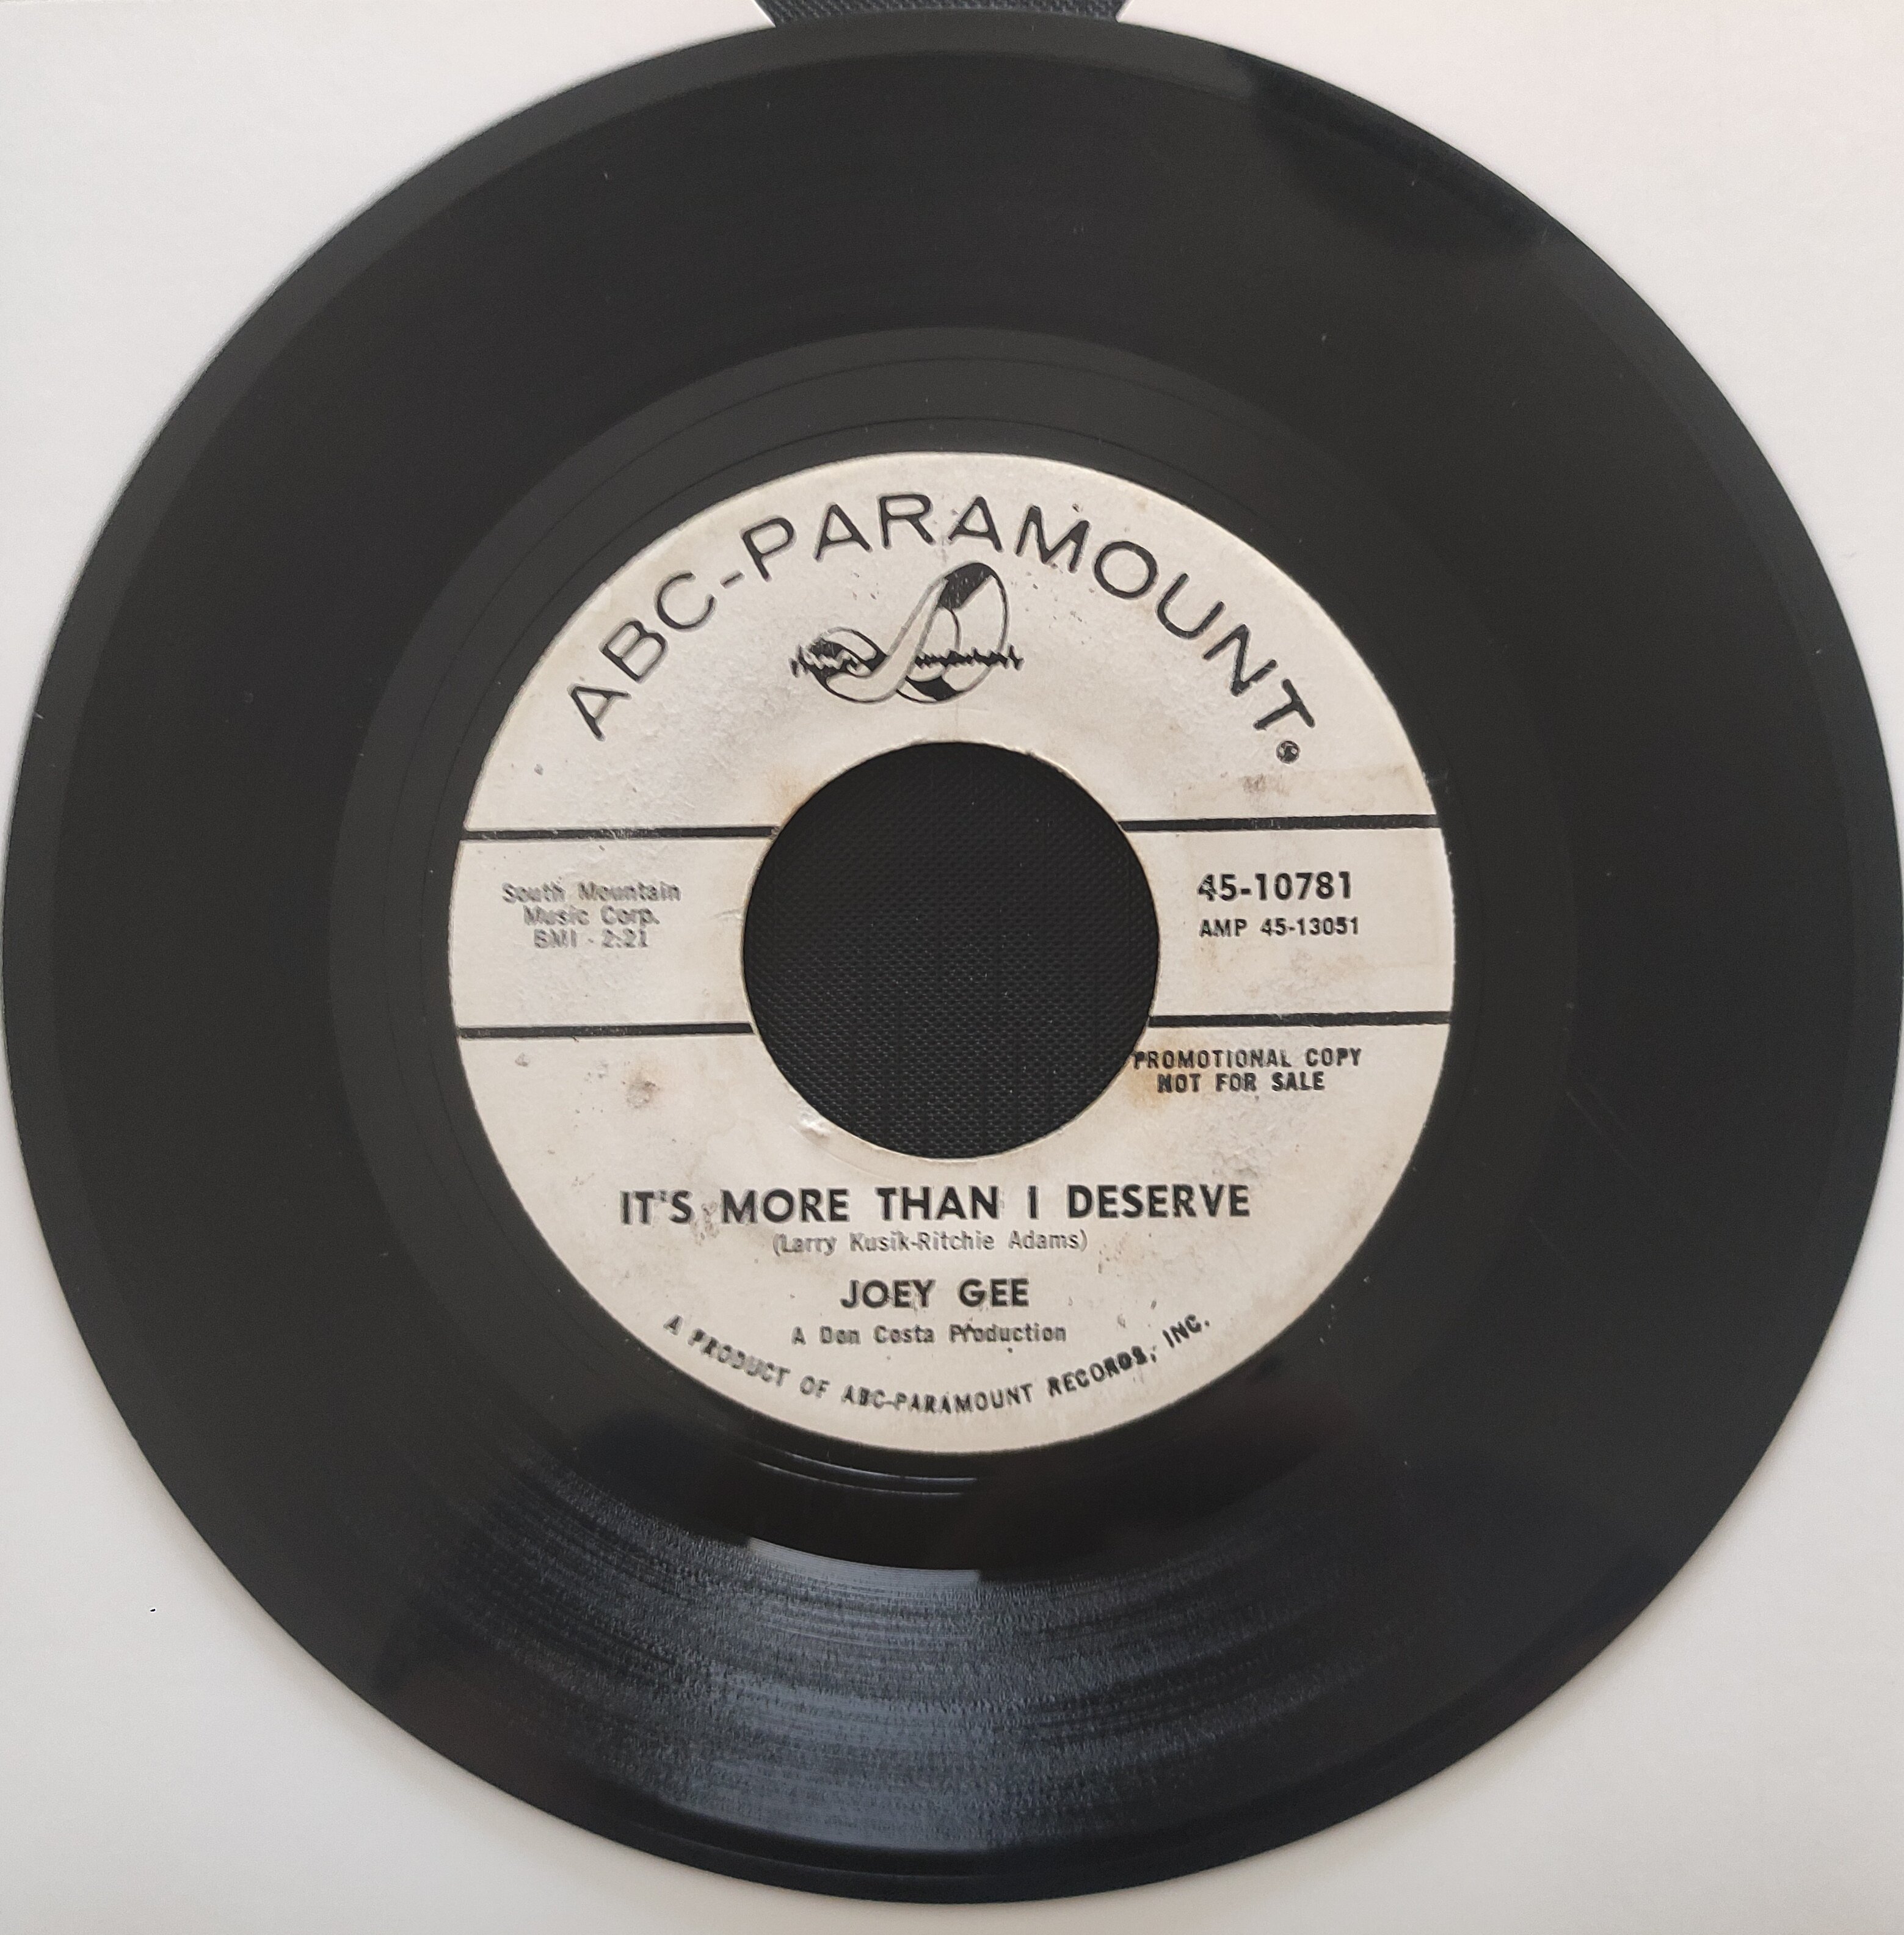 ABC-PARAMOUNT®
South Mountain
Music Corp.
BMI - 2:21
45-10781
AMP 45-13051
PROMOTIONAL COPY
NOT FOR SALE
IT'S MORE THAN I DESERVE
(Larry Kusik-Ritchie Adams)
JOEY GEE
A Don Costa Production
A PRODUCT OF ABC-PARAMOUNT RECORDS, INC.